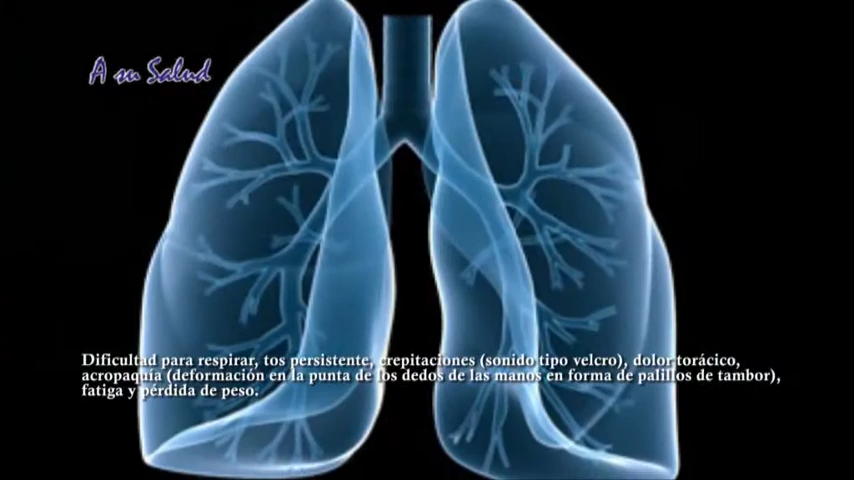 A su Salud
Dificultad para respirar, tos persistente, crepitaciones (sonido tipo velcro), dolor torácico,
acropaquía (deformación en la punta de los dedos de las manos en forma de palillos de tambor),
fatiga y pérdida de peso.